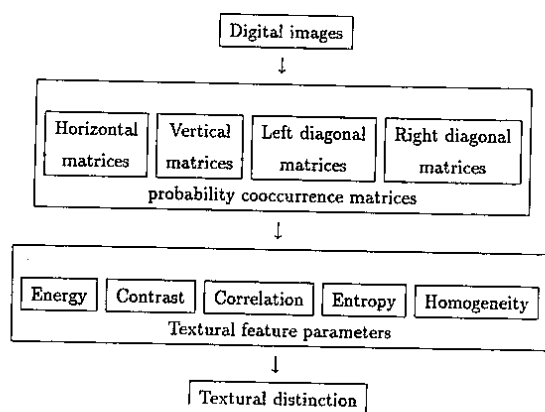 Digital images
↓
Horizontal matrices
Vertical matrices
Left diagonal matrices
Right diagonal matrices
probability cooccurrence matrices
↓
Energy Contrast Correlation Entropy Homogeneity
Textural feature parameters
↓
Textural distinction